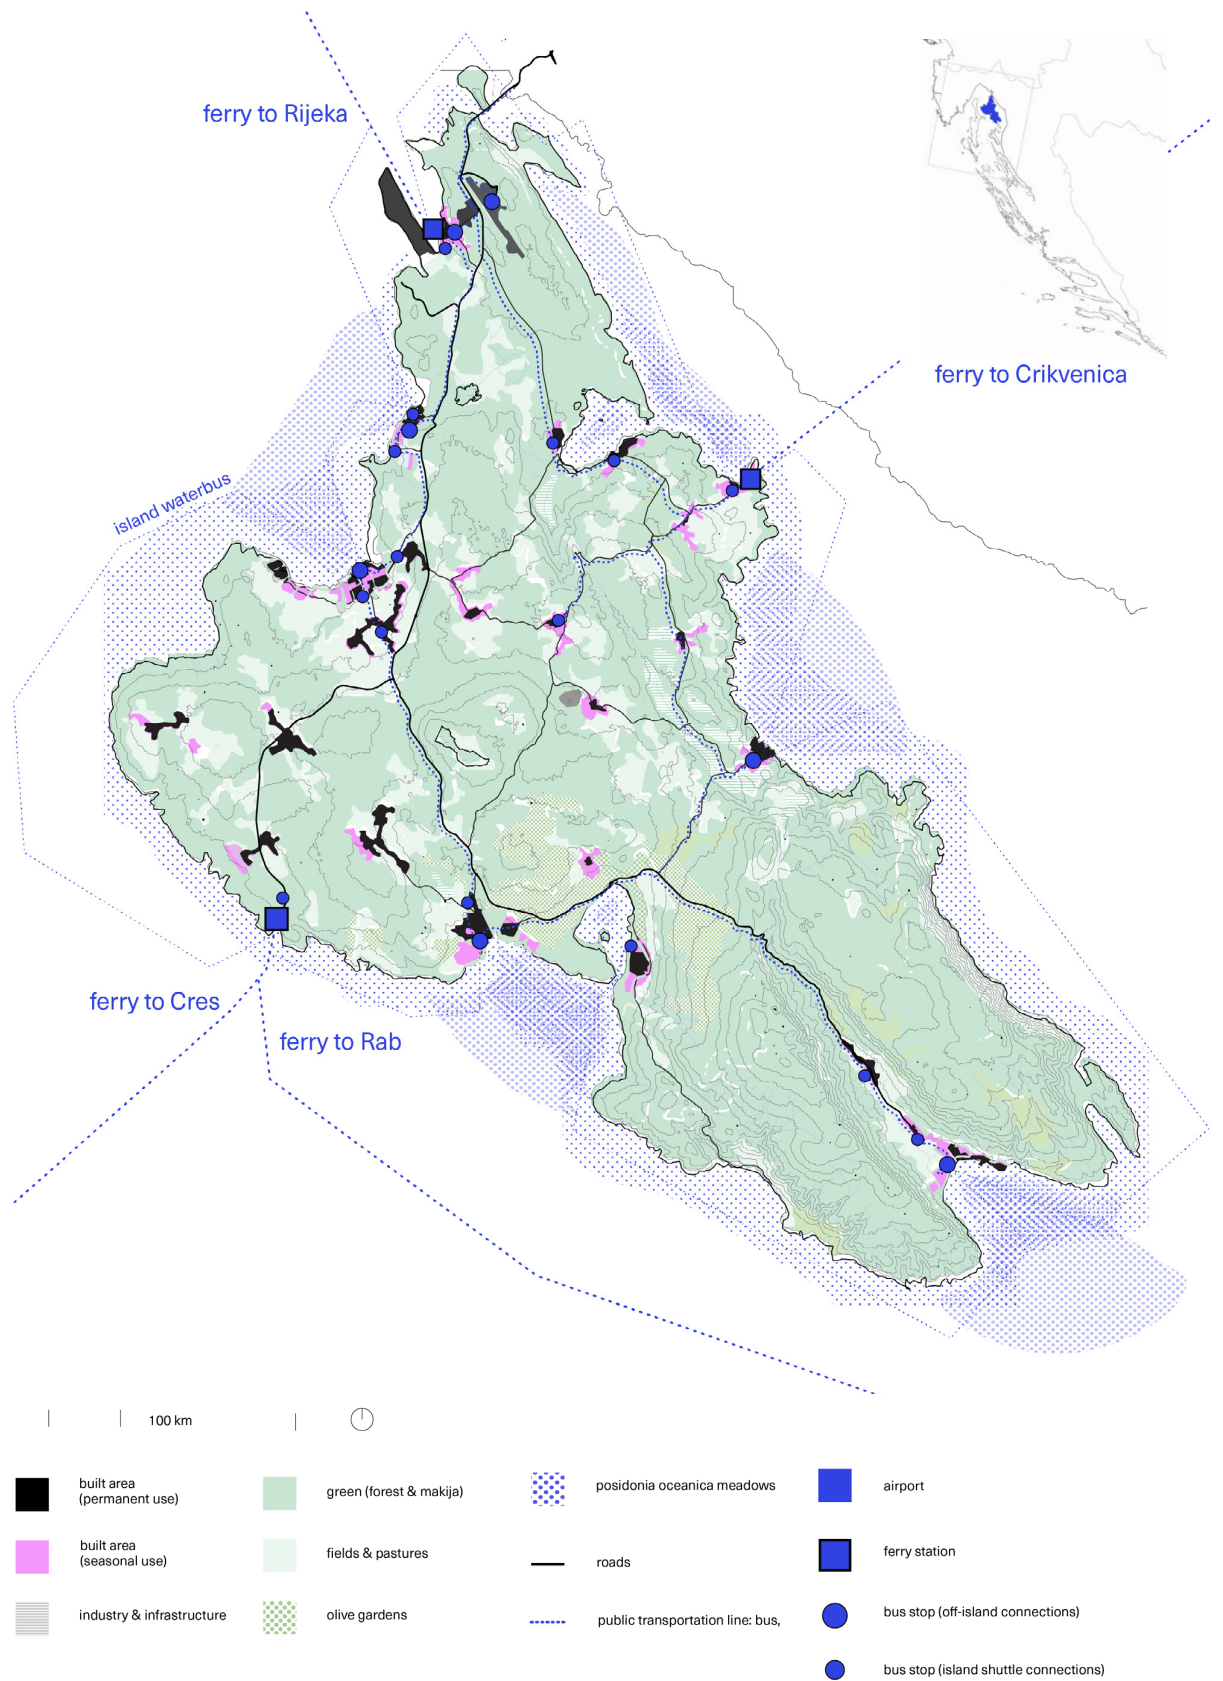 ferry to Rijeka
ferry to Crikvenica
island waterbus
ferry to Cres
ferry to Rab
100 km
built area
(permanent use)
green (forest & makija)
posidonia oceanica meadows
airport
built area
(seasonal use)
fields & pastures
roads
ferry station
industry & infrastructure
olive gardens
public transportation line: bus,
bus stop (off-island connections)
bus stop (island shuttle connections)